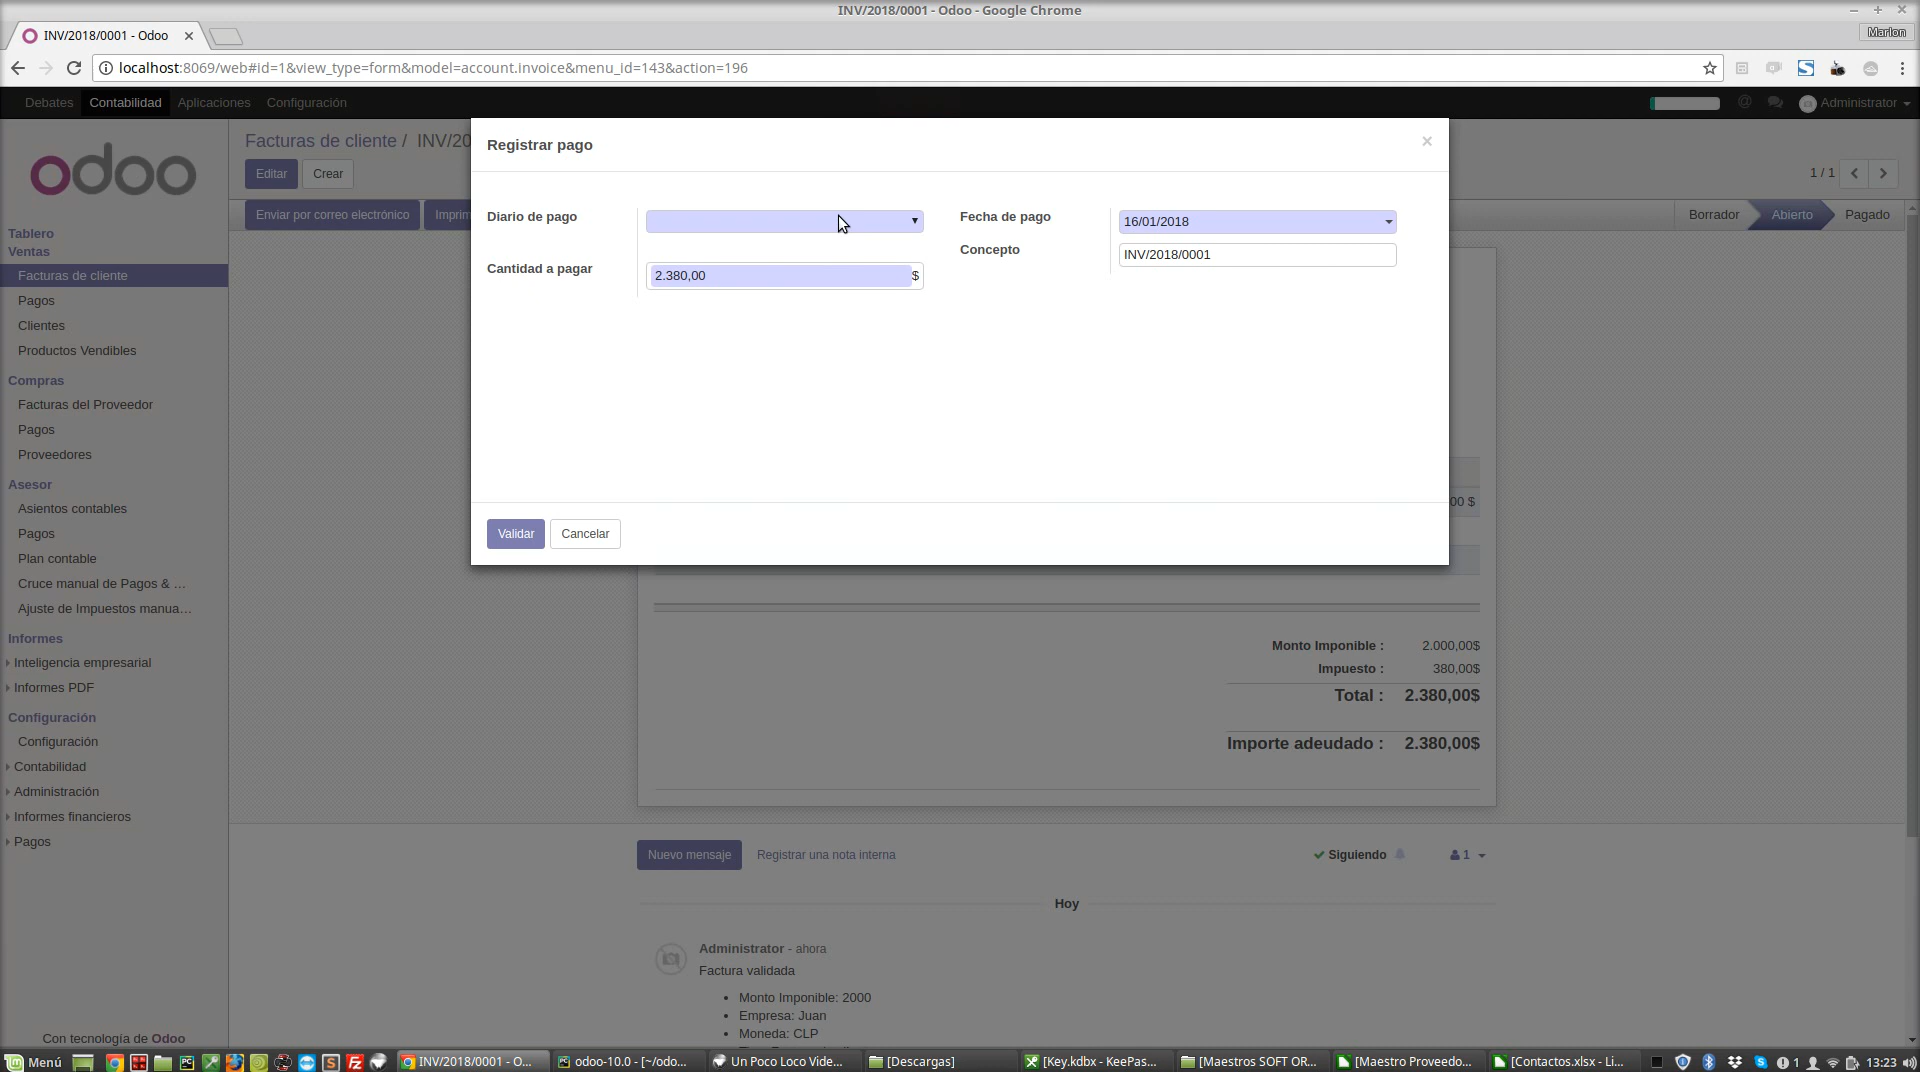 INV/2018/0001 - Odoo - Google Chrome
INV/2018/0001 - Odoo
Marlon
localhost:8069/web#id=1&view_type=form&model=account.invoice&menu_id=143&action=196
Debates Contabilidad Aplicaciones Configuración
@ Administrator
odoo
Tablero
Ventas
Facturas de cliente
Pagos
Clientes
Productos Vendibles
Compras
Facturas del Proveedor
Pagos
Proveedores
Asesor
Asientos contables
Pagos
Plan contable
Cruce manual de Pagos & ...
Ajuste de Impuestos manua...
Informes
Inteligencia empresarial
Informes PDF
Configuración
Configuración
Contabilidad
Administración
Informes financieros
Pagos
Con tecnología de Odoo
Facturas de cliente / INV/20
Editar Crear
1 / 1
Enviar por correo electrónico Imprim
Borrador Abierto Pagado
Registrar pago
×
Diario de pago
Cantidad a pagar 2.380,00 $
Fecha de pago 16/01/2018
Concepto INV/2018/0001
Validar Cancelar
00 $
Monto Imponible : 2.000,00$
Impuesto : 380,00$
Total : 2.380,00$
Importe adeudado : 2.380,00$
Nuevo mensaje Registrar una nota interna
Siguiendo 1
Hoy
Administrator - ahora
Factura validada
• Monto Imponible: 2000
• Empresa: Juan
• Moneda: CLP
Menú
INV/2018/0001 - O...
odoo-10.0 - [~/odo...
Un Poco Loco Vide...
[Descargas]
[Key.kdbx - KeePas...
[Maestros SOFT OR...
[Maestro Proveedo...
[Contactos.xlsx - Li...
1
13:23